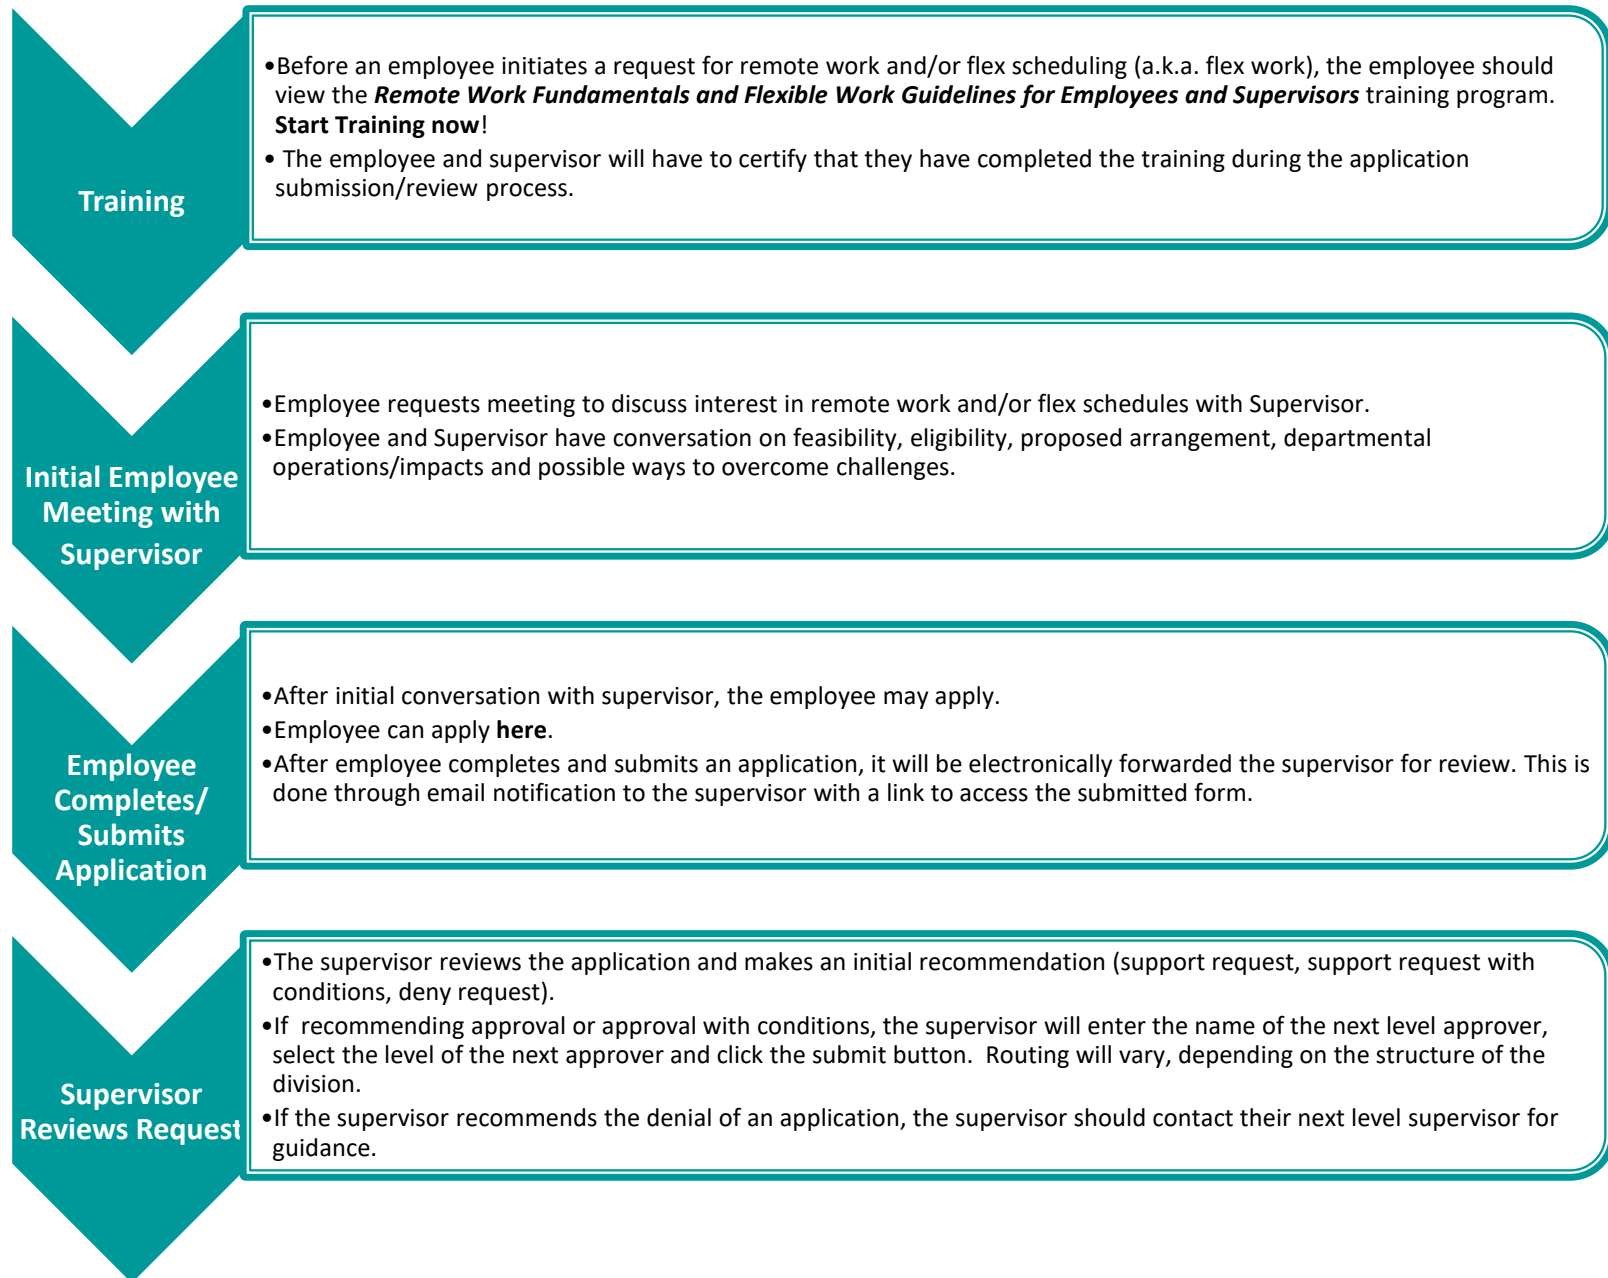 Training
•Before an employee initiates a request for remote work and/or flex scheduling (a.k.a. flex work), the employee should
view the Remote Work Fundamentals and Flexible Work Guidelines for Employees and Supervisors training program.
Start Training now!
• The employee and supervisor will have to certify that they have completed the training during the application
submission/review process.
Initial Employee
Meeting with
Supervisor
•Employee requests meeting to discuss interest in remote work and/or flex schedules with Supervisor.
•Employee and Supervisor have conversation on feasibility, eligibility, proposed arrangement, departmental
operations/impacts and possible ways to overcome challenges.
Employee
Completes/
Submits
Application
•After initial conversation with supervisor, the employee may apply.
•Employee can apply here.
•After employee completes and submits an application, it will be electronically forwarded the supervisor for review. This is
done through email notification to the supervisor with a link to access the submitted form.
Supervisor
Reviews Request
•The supervisor reviews the application and makes an initial recommendation (support request, support request with
conditions, deny request).
•If  recommending approval or approval with conditions, the supervisor will enter the name of the next level approver,
select the level of the next approver and click the submit button.  Routing will vary, depending on the structure of the
division.
•If the supervisor recommends the denial of an application, the supervisor should contact their next level supervisor for
guidance.